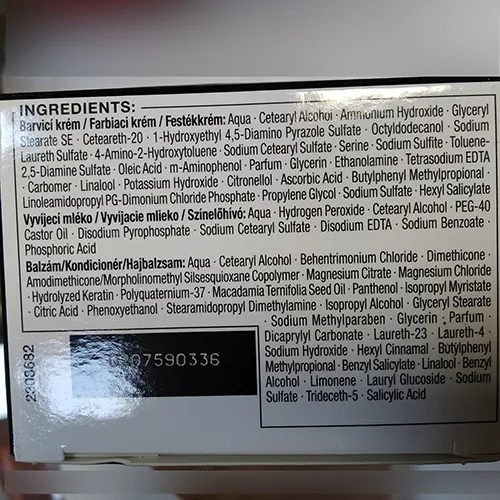 INGREDIENTS:
Barvicí krém / Farbiaci krém / Festékkrém: Aqua · Cetearyl Alcohol · Ammonium Hydroxide · Glyceryl
Stearate SE · Ceteareth-20 · 1-Hydroxyethyl 4,5-Diamino Pyrazole Sulfate · Octyldodecanol · Sodium
Laureth Sulfate · 4-Amino-2-Hydroxytoluene · Sodium Cetearyl Sulfate · Serine · Sodium Sulfite · Toluene-
2,5-Diamine Sulfate · Oleic Acid · m-Aminophenol · Parfum · Glycerin · Ethanolamine · Tetrasodium EDTA
· Carbomer · Linalool · Potassium Hydroxide · Citronellol · Ascorbic Acid · Butylphenyl Methylpropional ·
Linoleamidopropyl PG-Dimonium Chloride Phosphate · Propylene Glycol · Sodium Sulfate · Hexyl Salicylate
Vyvíjecí mléko / Vyvíjacie mlieko / Színelőhívó: Aqua · Hydrogen Peroxide · Cetearyl Alcohol · PEG-40
Castor Oil · Disodium Pyrophosphate · Sodium Cetearyl Sulfate · Disodium EDTA · Sodium Benzoate ·
Phosphoric Acid
Balzám/Kondicionér/Hajbalzsam: Aqua · Cetearyl Alcohol · Behentrimonium Chloride · Dimethicone ·
Amodimethicone/Morpholinomethyl Silsesquioxane Copolymer · Magnesium Citrate · Magnesium Chloride
· Hydrolyzed Keratin · Polyquaternium-37 · Macadamia Ternifolia Seed Oil · Panthenol · Isopropyl Myristate
· Citric Acid · Phenoxyethanol · Stearamidopropyl Dimethylamine · Isopropyl Alcohol · Glyceryl Stearate
· Sodium Methylparaben · Glycerin · Parfum ·
Dicaprylyl Carbonate · Laureth-23 · Laureth-4 ·
Sodium Hydroxide · Hexyl Cinnamal · Butylphenyl
Methylpropional · Benzyl Salicylate · Linalool · Benzyl
Alcohol · Limonene · Lauryl Glucoside · Sodium
Sulfate · Trideceth-5 · Salicylic Acid